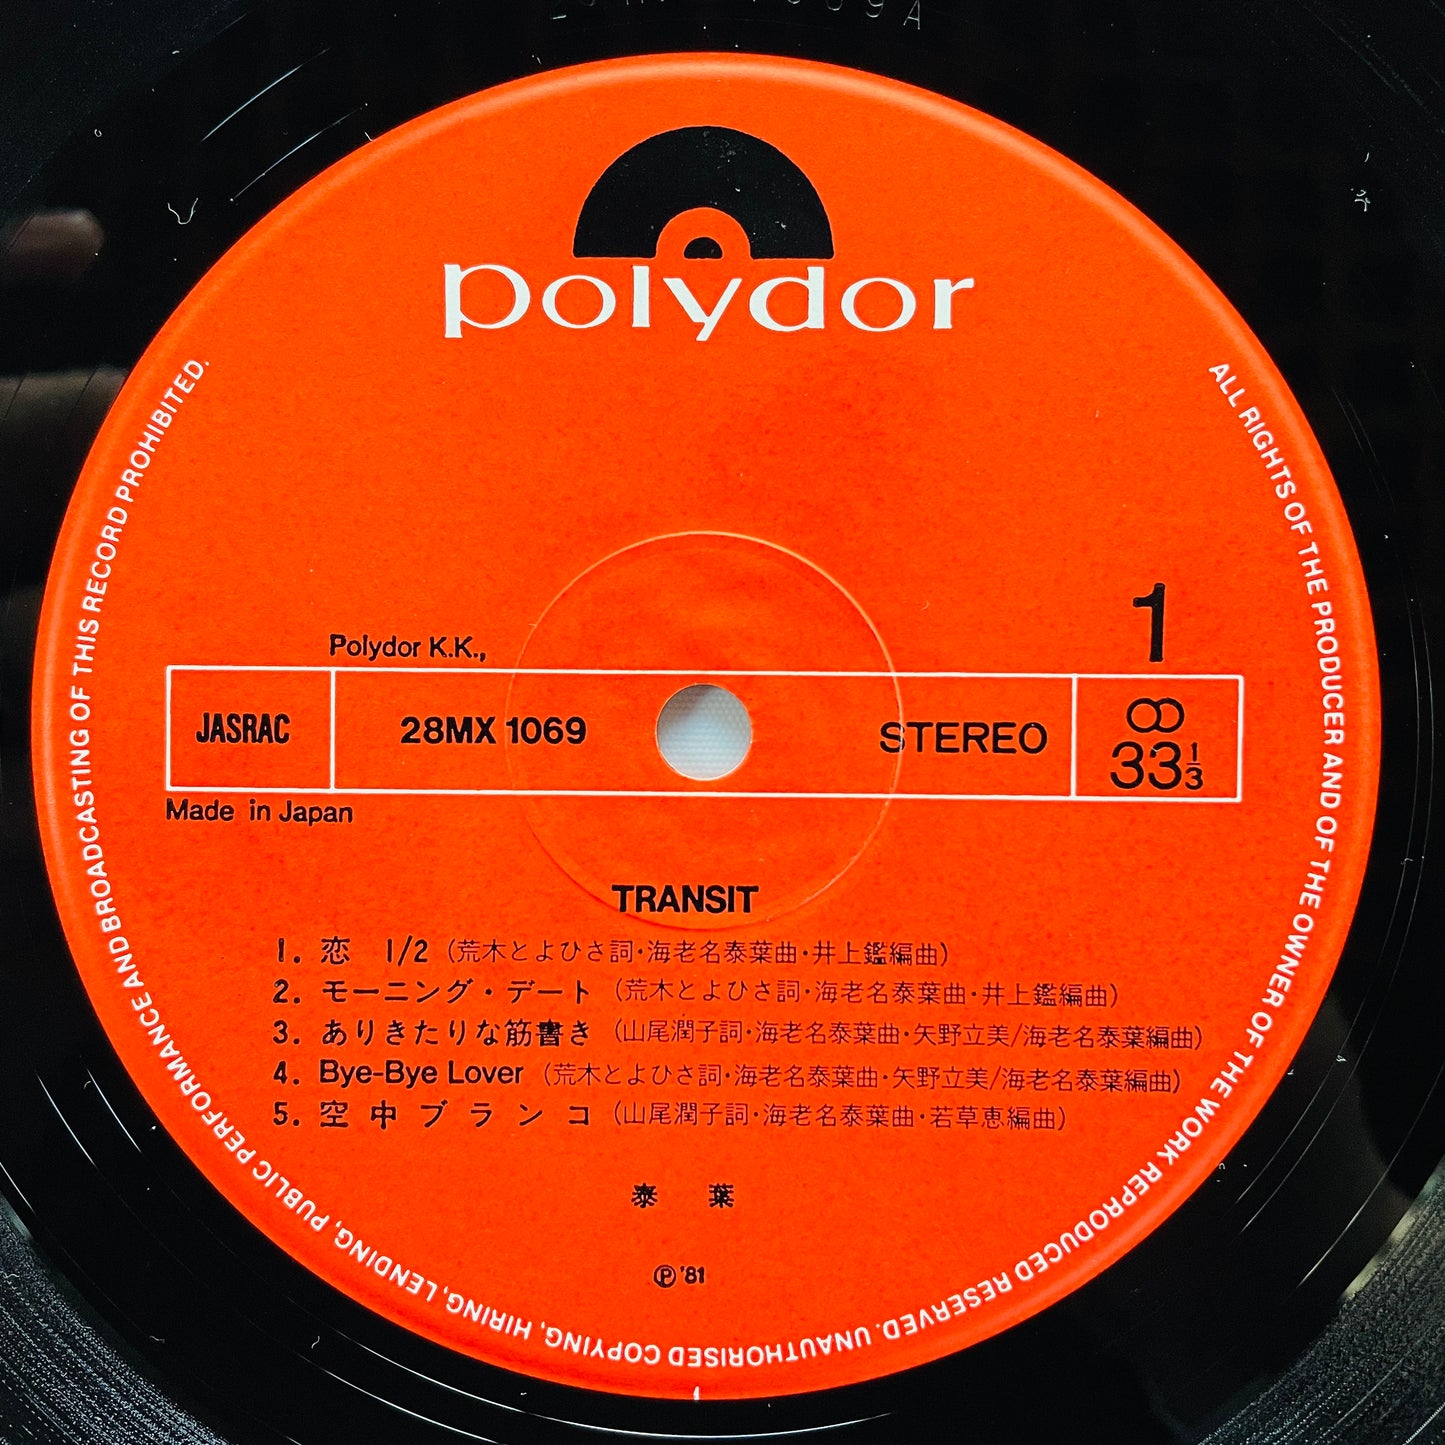 polydor
Polydor K.K.,
1
JASRAC
28MX 1069
STEREO
33 1/3
Made in Japan
TRANSIT
1. 恋 1/2 (荒木とよひさ詞・海老名泰葉曲・井上鑑編曲)
2. モーニング・デート (荒木とよひさ詞・海老名泰葉曲・井上鑑編曲)
3. ありきたりな筋書き (山尾潤子詞・海老名泰葉曲・矢野立美/海老名泰葉編曲)
4. Bye-Bye Lover (荒木とよひさ詞・海老名泰葉曲・矢野立美/海老名泰葉編曲)
5. 空中ブランコ (山尾潤子詞・海老名泰葉曲・若草恵編曲)
泰葉
Ⓟ'81
ALL RIGHTS OF THE PRODUCER AND OF THE OWNER OF THE WORK REPRODUCED RESERVED. UNAUTHORISED COPYING, HIRING, LENDING, PUBLIC PERFORMANCE AND BROADCASTING OF THIS RECORD PROHIBITED.